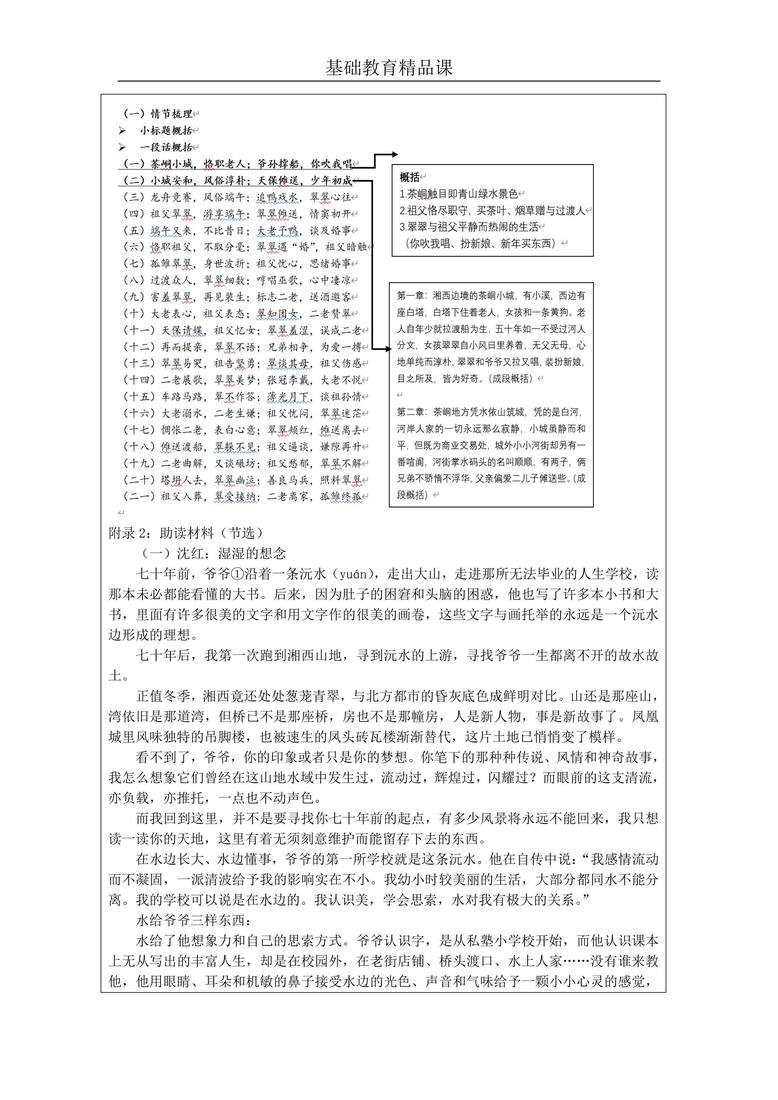 基础教育精品课
（一）情节梳理
➢ 小标题概括
➢ 一段话概括
（一）茶峒小城，恪职老人；爷孙撑船，你吹我唱
（二）小城安和，风俗淳朴；天保傩送，少年初成
（三）龙舟竞赛，风俗端午；追鸭戏水，翠翠心往
（四）祖父翠翠，游享端午；翠翠傩送，情窦初开
（五）端午又来，不比昔日；大老予鸭，谈及婚事
（六）恪职祖父，不取分毫；翠翠遇“婚”，祖父暗触
（七）孤雏翠翠，身世波折；祖父忧心，思绪婚事
（八）过渡众人，翠翠细数；哼唱巫歌，心中凄凉
（九）害羞翠翠，再见装生；标志二老，送酒邀客
（十）大老表心，祖父表态；翠知团女，二老赞翠
（十一）天保请媒，祖父忆女；翠翠羞涩，误成二老
（十二）再而提亲，翠翠不语；兄弟相争，为爱一搏
（十三）翠翠易哭，祖告坚勇；翠谈其母，祖父伤感
（十四）二老展歌，翠翠美梦；张冠李戴，大老不悦
（十五）车路马路，翠不作答；薄光月下，谈祖孙情
（十六）大老溺水，二老生嫌；祖父忧闷，翠翠迷茫
（十七）惆怅二老，表白心意；翠翠颊红，傩送离去
（十八）傩送渡船，翠躲不见；祖父逼谈，嫌隙再升
（十九）二老曲解，又谈碾坊；祖父愁郁，翠翠不解
（二十）塔坍人去，翠翠幽泣；善良马兵，照料翠翠
（二一）祖父入葬，翠受接纳；二老离家，孤雏终孤
概括
1.茶峒触目即青山绿水景色
2.祖父恪尽职守，买茶叶、烟草赠与过渡人
3.翠翠与祖父平静而热闹的生活
（你吹我唱、扮新娘、新年买东西）
第一章：湘西边境的茶峒小城，有小溪，西边有
座白塔，白塔下住着老人，女孩和一条黄狗。老
人自年少就拉渡船为生，五十年如一不受过河人
分文，女孩翠翠自小风日里养着，无父无母，心
地单纯而淳朴，翠翠和爷爷又拉又唱，装扮新娘，
目之所及，皆为好奇。（成段概括）
第二章：茶峒地方凭水依山筑城，凭的是白河，
河岸人家的一切永远那么寂静，小城虽静而和
平，但既为商业交易处，城外小小河街却另有一
番喧阗，河街掌水码头的名叫顺顺，有两子，俩
兄弟不骄惰不浮华，父亲偏爱二儿子傩送些。（成
段概括）
附录 2：助读材料（节选）
（一）沈红：湿湿的想念
七十年前，爷爷①沿着一条沅水（yuán），走出大山，走进那所无法毕业的人生学校，读
那本未必都能看懂的大书。后来，因为肚子的困窘和头脑的困惑，他也写了许多本小书和大
书，里面有许多很美的文字和用文字作的很美的画卷，这些文字与画托举的永远是一个沅水
边形成的理想。
七十年后，我第一次跑到湘西山地，寻到沅水的上游，寻找爷爷一生都离不开的故水故
土。
正值冬季，湘西竟还处处葱茏青翠，与北方都市的昏灰底色成鲜明对比。山还是那座山，
湾依旧是那道湾，但桥已不是那座桥，房也不是那幢房，人是新人物，事是新故事了。凤凰
城里风味独特的吊脚楼，也被速生的凤头砖瓦楼渐渐替代，这片土地已悄悄变了模样。
看不到了，爷爷，你的印象或者只是你的梦想。你笔下的那种种传说、风情和神奇故事，
我怎么想象它们曾经在这山地水域中发生过，流动过，辉煌过，闪耀过？而眼前的这支清流，
亦负载，亦推托，一点也不动声色。
而我回到这里，并不是要寻找你七十年前的起点，有多少风景将永远不能回来，我只想
读一读你的天地，这里有着无须刻意维护而能留存下去的东西。
在水边长大、水边懂事，爷爷的第一所学校就是这条沅水。他在自传中说：“我感情流动
而不凝固，一派清波给予我的影响实在不小。我幼小时较美丽的生活，大部分都同水不能分
离。我的学校可以说是在水边的。我认识美，学会思索，水对我有极大的关系。”
水给爷爷三样东西：
水给了他想象力和自己的思索方式。爷爷认识字，是从私塾小学校开始，而他认识课本
上无从写出的丰富人生，却是在校园外，在老街店铺、桥头渡口、水上人家……没有谁来教
他，他用眼睛、耳朵和机敏的鼻子接受水边的光色、声音和气味给予一颗小小心灵的感觉，